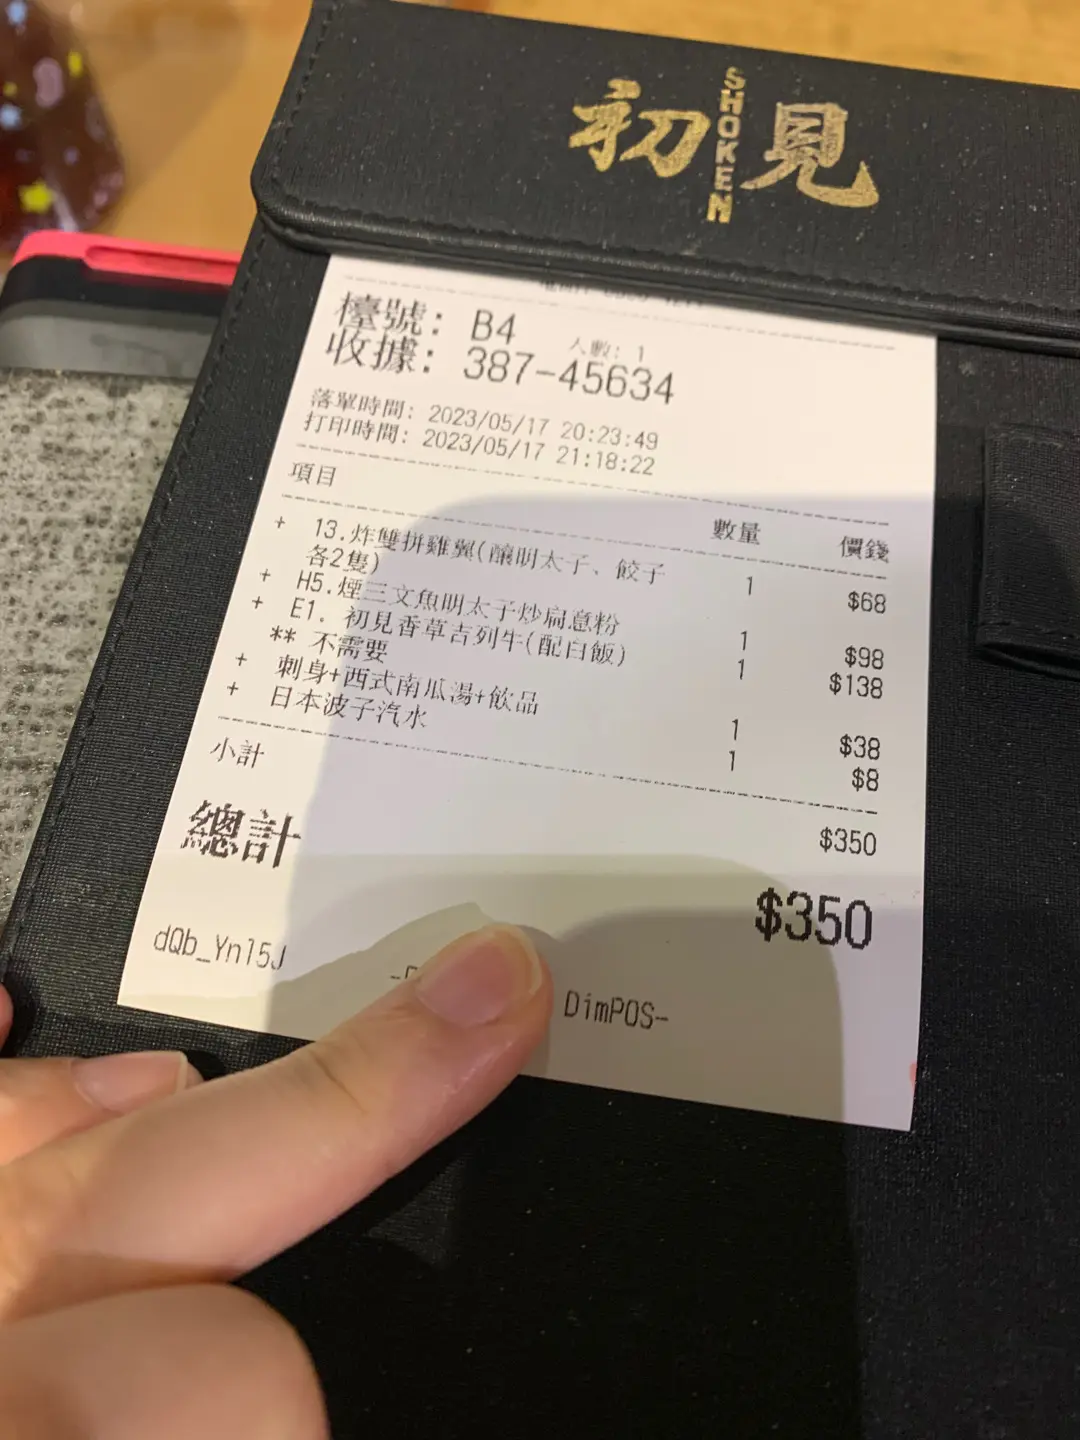 初見
SHOKEN
檯號: B4
人數: 1
收據: 387-45634
落單時間: 2023/05/17 20:23:49
打印時間: 2023/05/17 21:18:22
項目 數量 價錢
+ 13.炸雙拼雞翼(釀明太子、餃子 1 $68
各2隻)
+ H5.煙三文魚明太子炒扁意粉 1 $98
+ E1. 初見香草吉列牛(配白飯) 1 $138
** 不需要
+ 刺身+西式南瓜湯+飲品 1 $38
+ 日本波子汽水 1 $8
小計 $350
總計 $350
dQb_Yn15J
DimPOS-